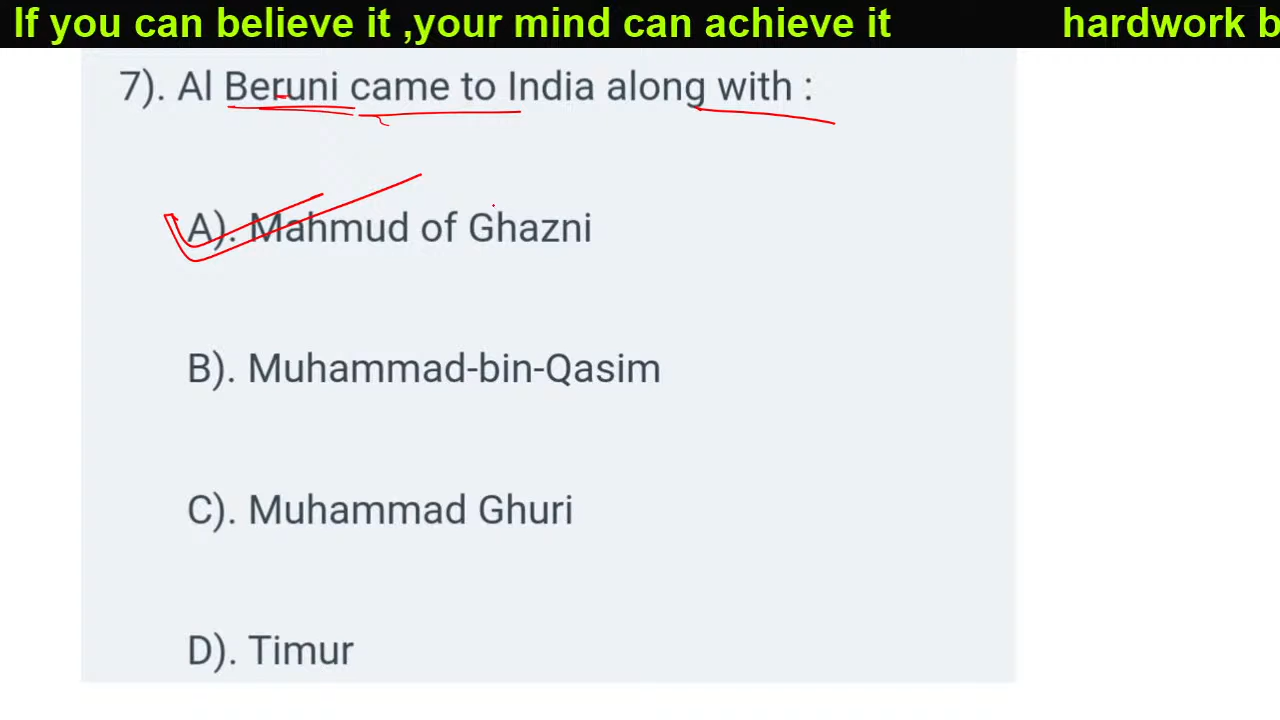 If you can believe it ,your mind can achieve it hardwork b
7). Al Beruni came to India along with :
A). Mahmud of Ghazni
B). Muhammad-bin-Qasim
C). Muhammad Ghuri
D). Timur